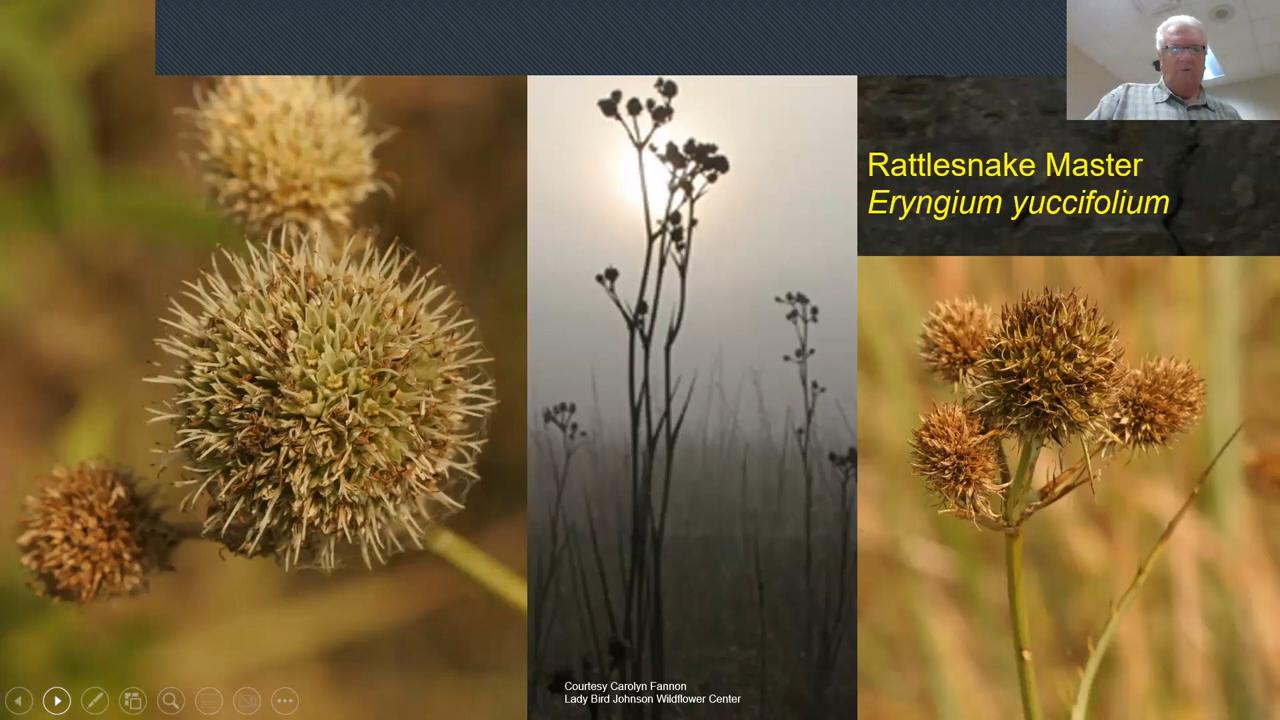 Rattlesnake Master
Eryngium yuccifolium
Courtesy Carolyn Fannon
Lady Bird Johnson Wildflower Center